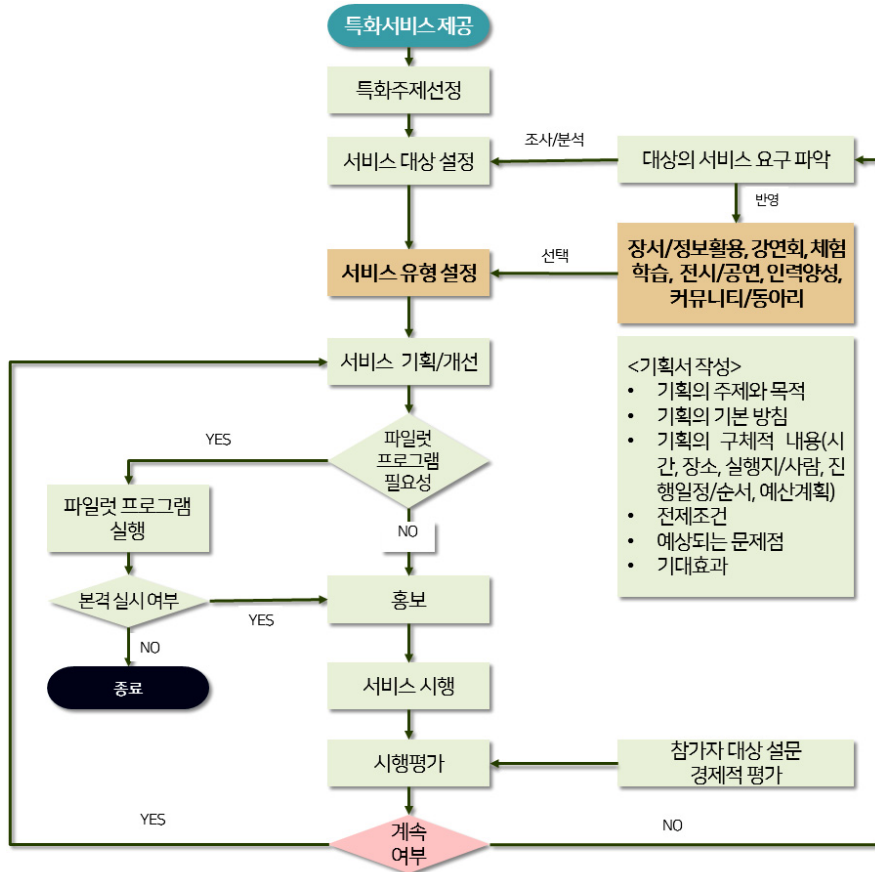 특화서비스 제공
특화주제선정
서비스 대상 설정
조사/분석
대상의 서비스 요구 파악
반영
서비스 유형 설정
선택
장서/정보활용, 강연회, 체험
학습, 전시/공연, 인력양성,
커뮤니티/동아리
서비스 기획/개선
<기획서 작성>
• 기획의 주제와 목적
• 기획의 기본 방침
• 기획의 구체적 내용(시
간, 장소, 실행지/사람, 진
행일정/순서, 예산계획)
• 전제조건
• 예상되는 문제점
• 기대효과
YES
파일럿
프로그램
필요성
파일럿 프로그램
실행
NO
본격 실시 여부
YES
홍보
NO
종료
서비스 시행
시행평가
참가자 대상 설문
경제적 평가
YES
계속
여부
NO